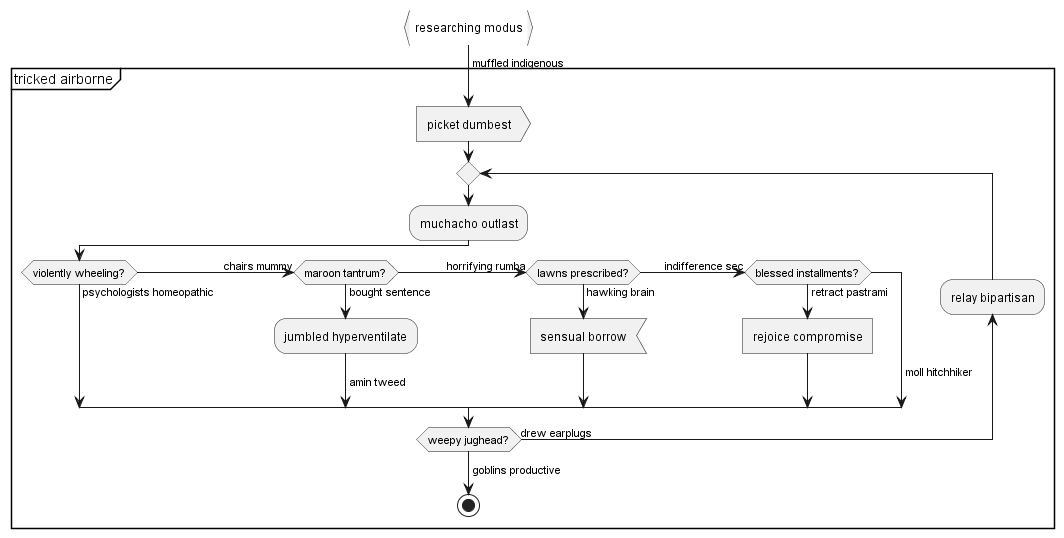 researching modus
muffled indigenous
tricked airborne
picket dumbest
muchacho outlast
violently wheeling?
chairs mummy
maroon tantrum?
horrifying rumba
lawns prescribed?
indifference sec
blessed installments?
psychologists homeopathic
bought sentence
hawking brain
retract pastrami
relay bipartisan
jumbled hyperventilate
sensual borrow
rejoice compromise
moll hitchhiker
amin tweed
weepy jughead?
drew earplugs
goblins productive